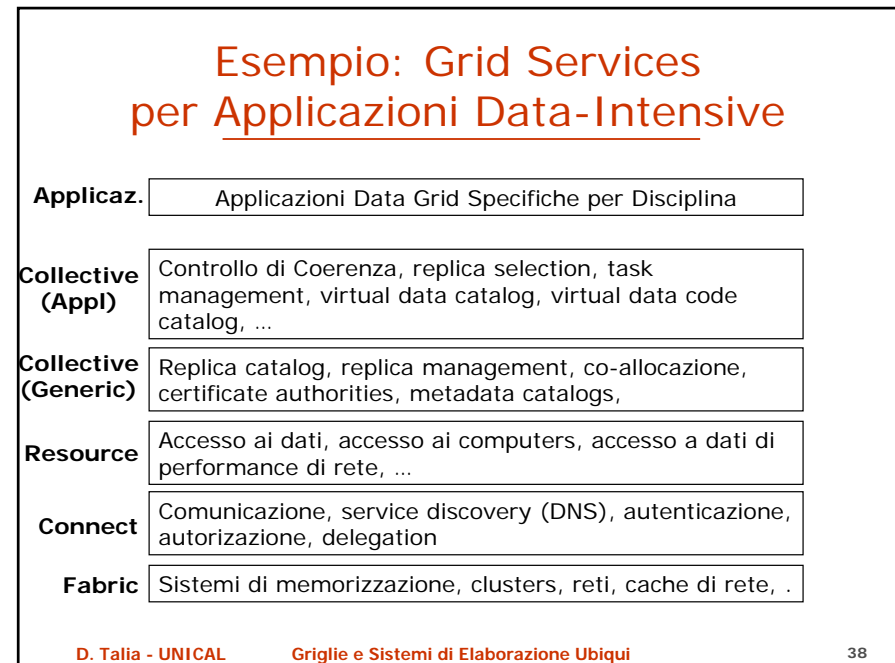 Esempio: Grid Services
per Applicazioni Data-Intensive
Applicaz.
Applicazioni Data Grid Specifiche per Disciplina
Collective
(Appl)
Controllo di Coerenza, replica selection, task
management, virtual data catalog, virtual data code
catalog, …
Collective
(Generic)
Replica catalog, replica management, co-allocazione,
certificate authorities, metadata catalogs,
Resource
Accesso ai dati, accesso ai computers, accesso a dati di
performance di rete, …
Connect
Comunicazione, service discovery (DNS), autenticazione,
autorizzazione, delegation
Fabric
Sistemi di memorizzazione, clusters, reti, cache di rete, .
D. Talia - UNICAL Griglie e Sistemi di Elaborazione Ubiqui 38